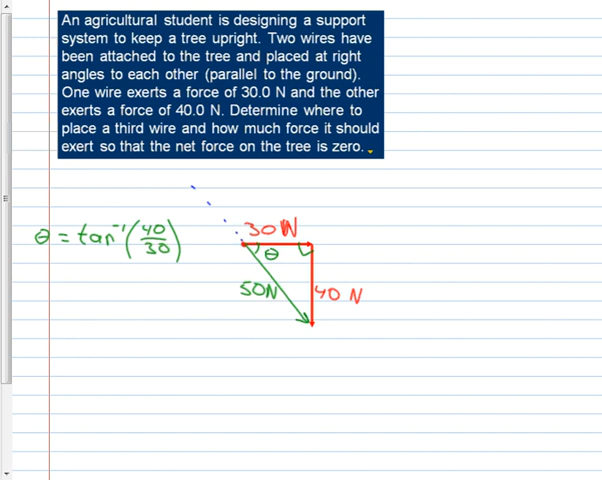 An agricultural student is designing a support
system to keep a tree upright. Two wires have
been attached to the tree and placed at right
angles to each other (parallel to the ground).
One wire exerts a force of 30.0 N and the other
exerts a force of 40.0 N. Determine where to
place a third wire and how much force it should
exert so that the net force on the tree is zero.
30 N
θ = tan⁻¹(40/30)
θ
50N
40 N